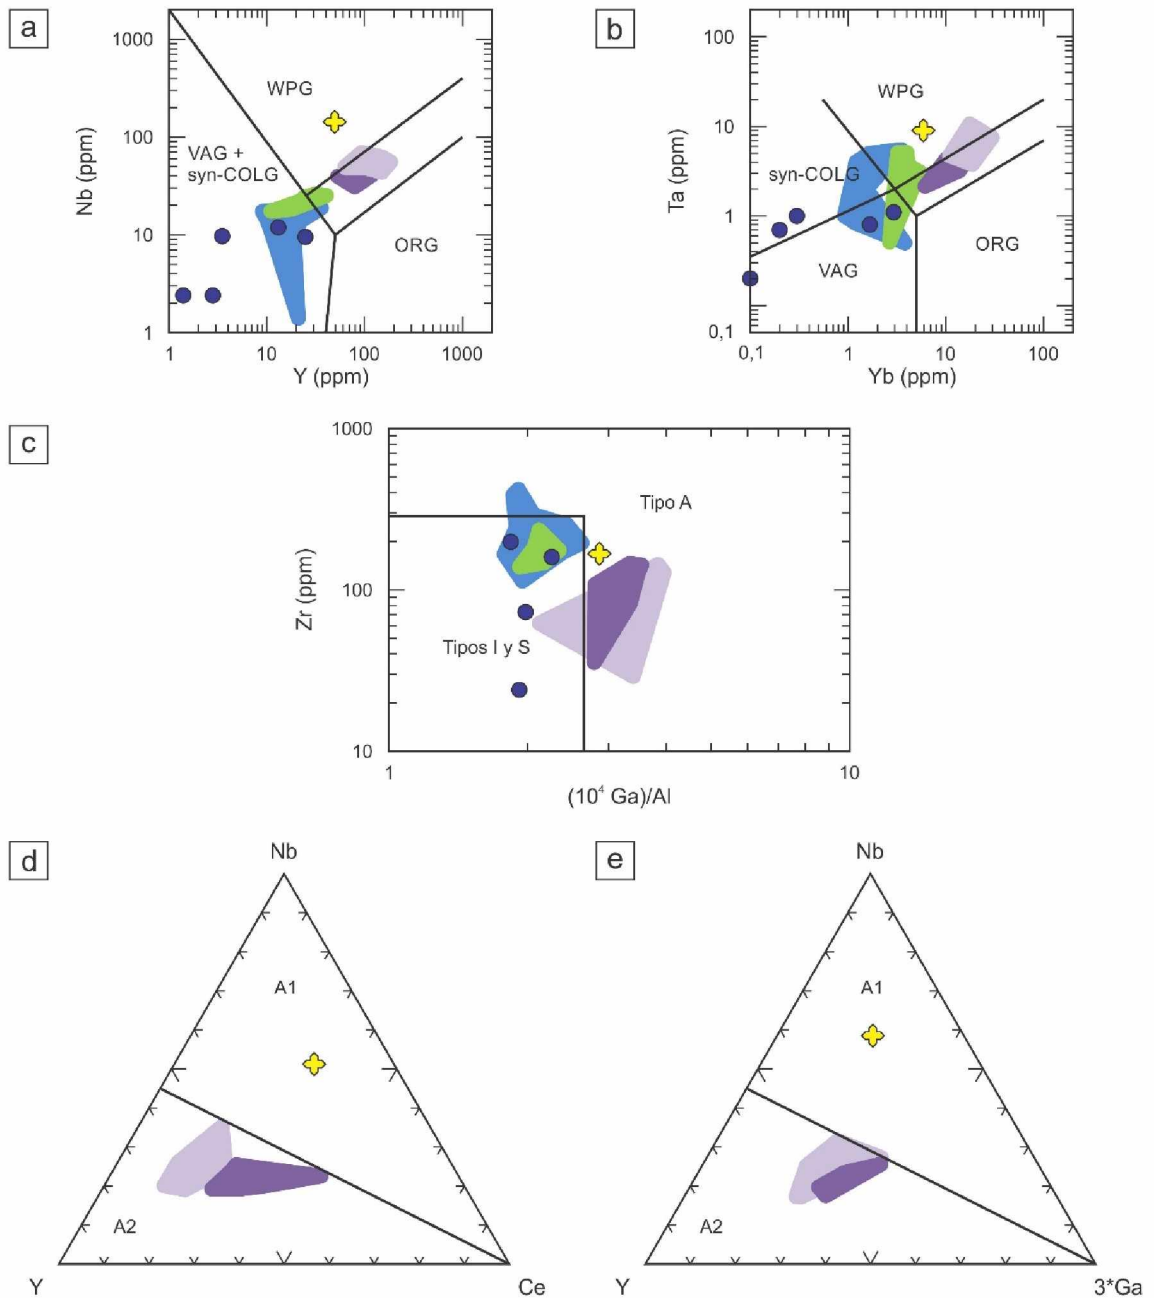 a
1000
WPG
100
Nb (ppm)
VAG +
syn-COLG
10
ORG
1
1
10
100
1000
Y (ppm)
b
100
WPG
10
Ta (ppm)
syn-COLG
1
ORG
VAG
0,1
0,1
1
10
100
Yb (ppm)
c
1000
Tipo A
Zr (ppm)
100
Tipos I y S
10
1
10
(10⁴ Ga)/Al
d
Nb
A1
A2
Y
Ce
e
Nb
A1
A2
Y
3*Ga